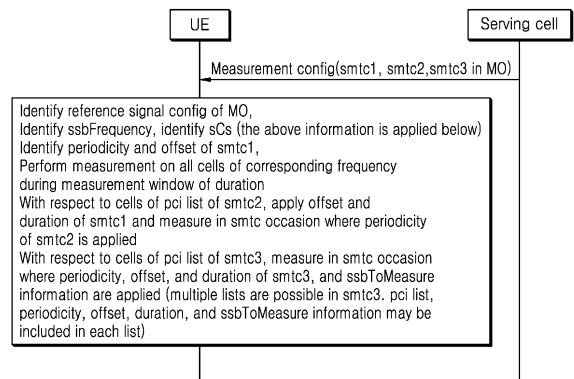 UE
Serving cell
Measurement config(smtc1, smtc2,smtc3 in MO)
Identify reference signal config of MO,
Identify ssbFrequency, identify sCs (the above information is applied below)
Identify periodicity and offset of smtc1,
Perform measurement on all cells of corresponding frequency
during measurement window of duration
With respect to cells of pci list of smtc2, apply offset and
duration of smtc1 and measure in smtc occasion where periodicity
of smtc2 is applied
With respect to cells of pci list of smtc3, measure in smtc occasion
where periodicity, offset, and duration of smtc3, and ssbToMeasure
information are applied (multiple lists are possible in smtc3. pci list,
periodicity, offset, duration, and ssbToMeasure information may be
included in each list)